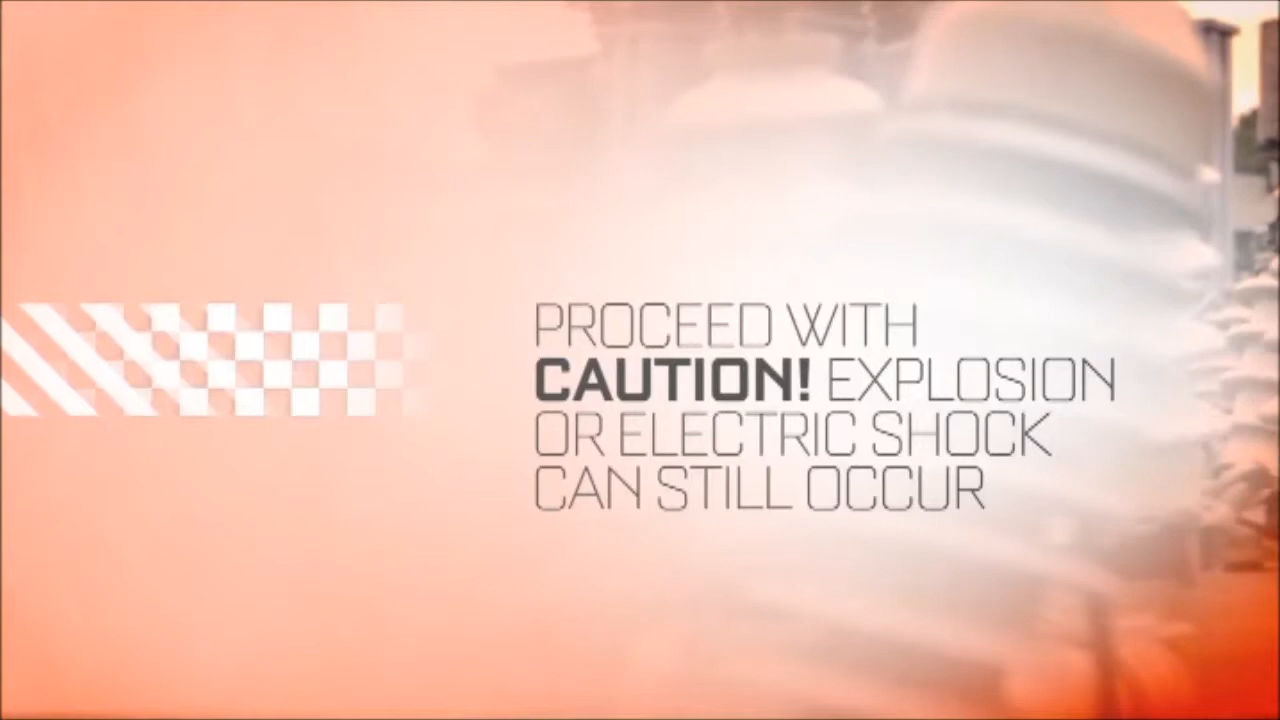 PROCEED WITH
CAUTION! EXPLOSION
OR ELECTRIC SHOCK
CAN STILL OCCUR